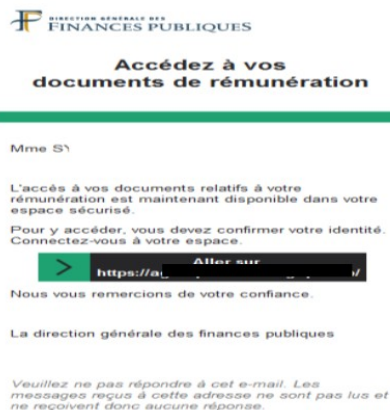 DIRECTION GÉNÉRALE DES
FINANCES PUBLIQUES
Accédez à vos
documents de rémunération
Mme S
L'accès à vos documents relatifs à votre
rémunération est maintenant disponible dans votre
espace sécurisé.
Pour y accéder, vous devez confirmer votre identité.
Connectez-vous à votre espace.
> Aller sur
https://a
Nous vous remercions de votre confiance.
La direction générale des finances publiques
Veuillez ne pas répondre à cet e-mail. Les
messages reçus à cette adresse ne sont pas lus et
ne reçoivent donc aucune réponse.